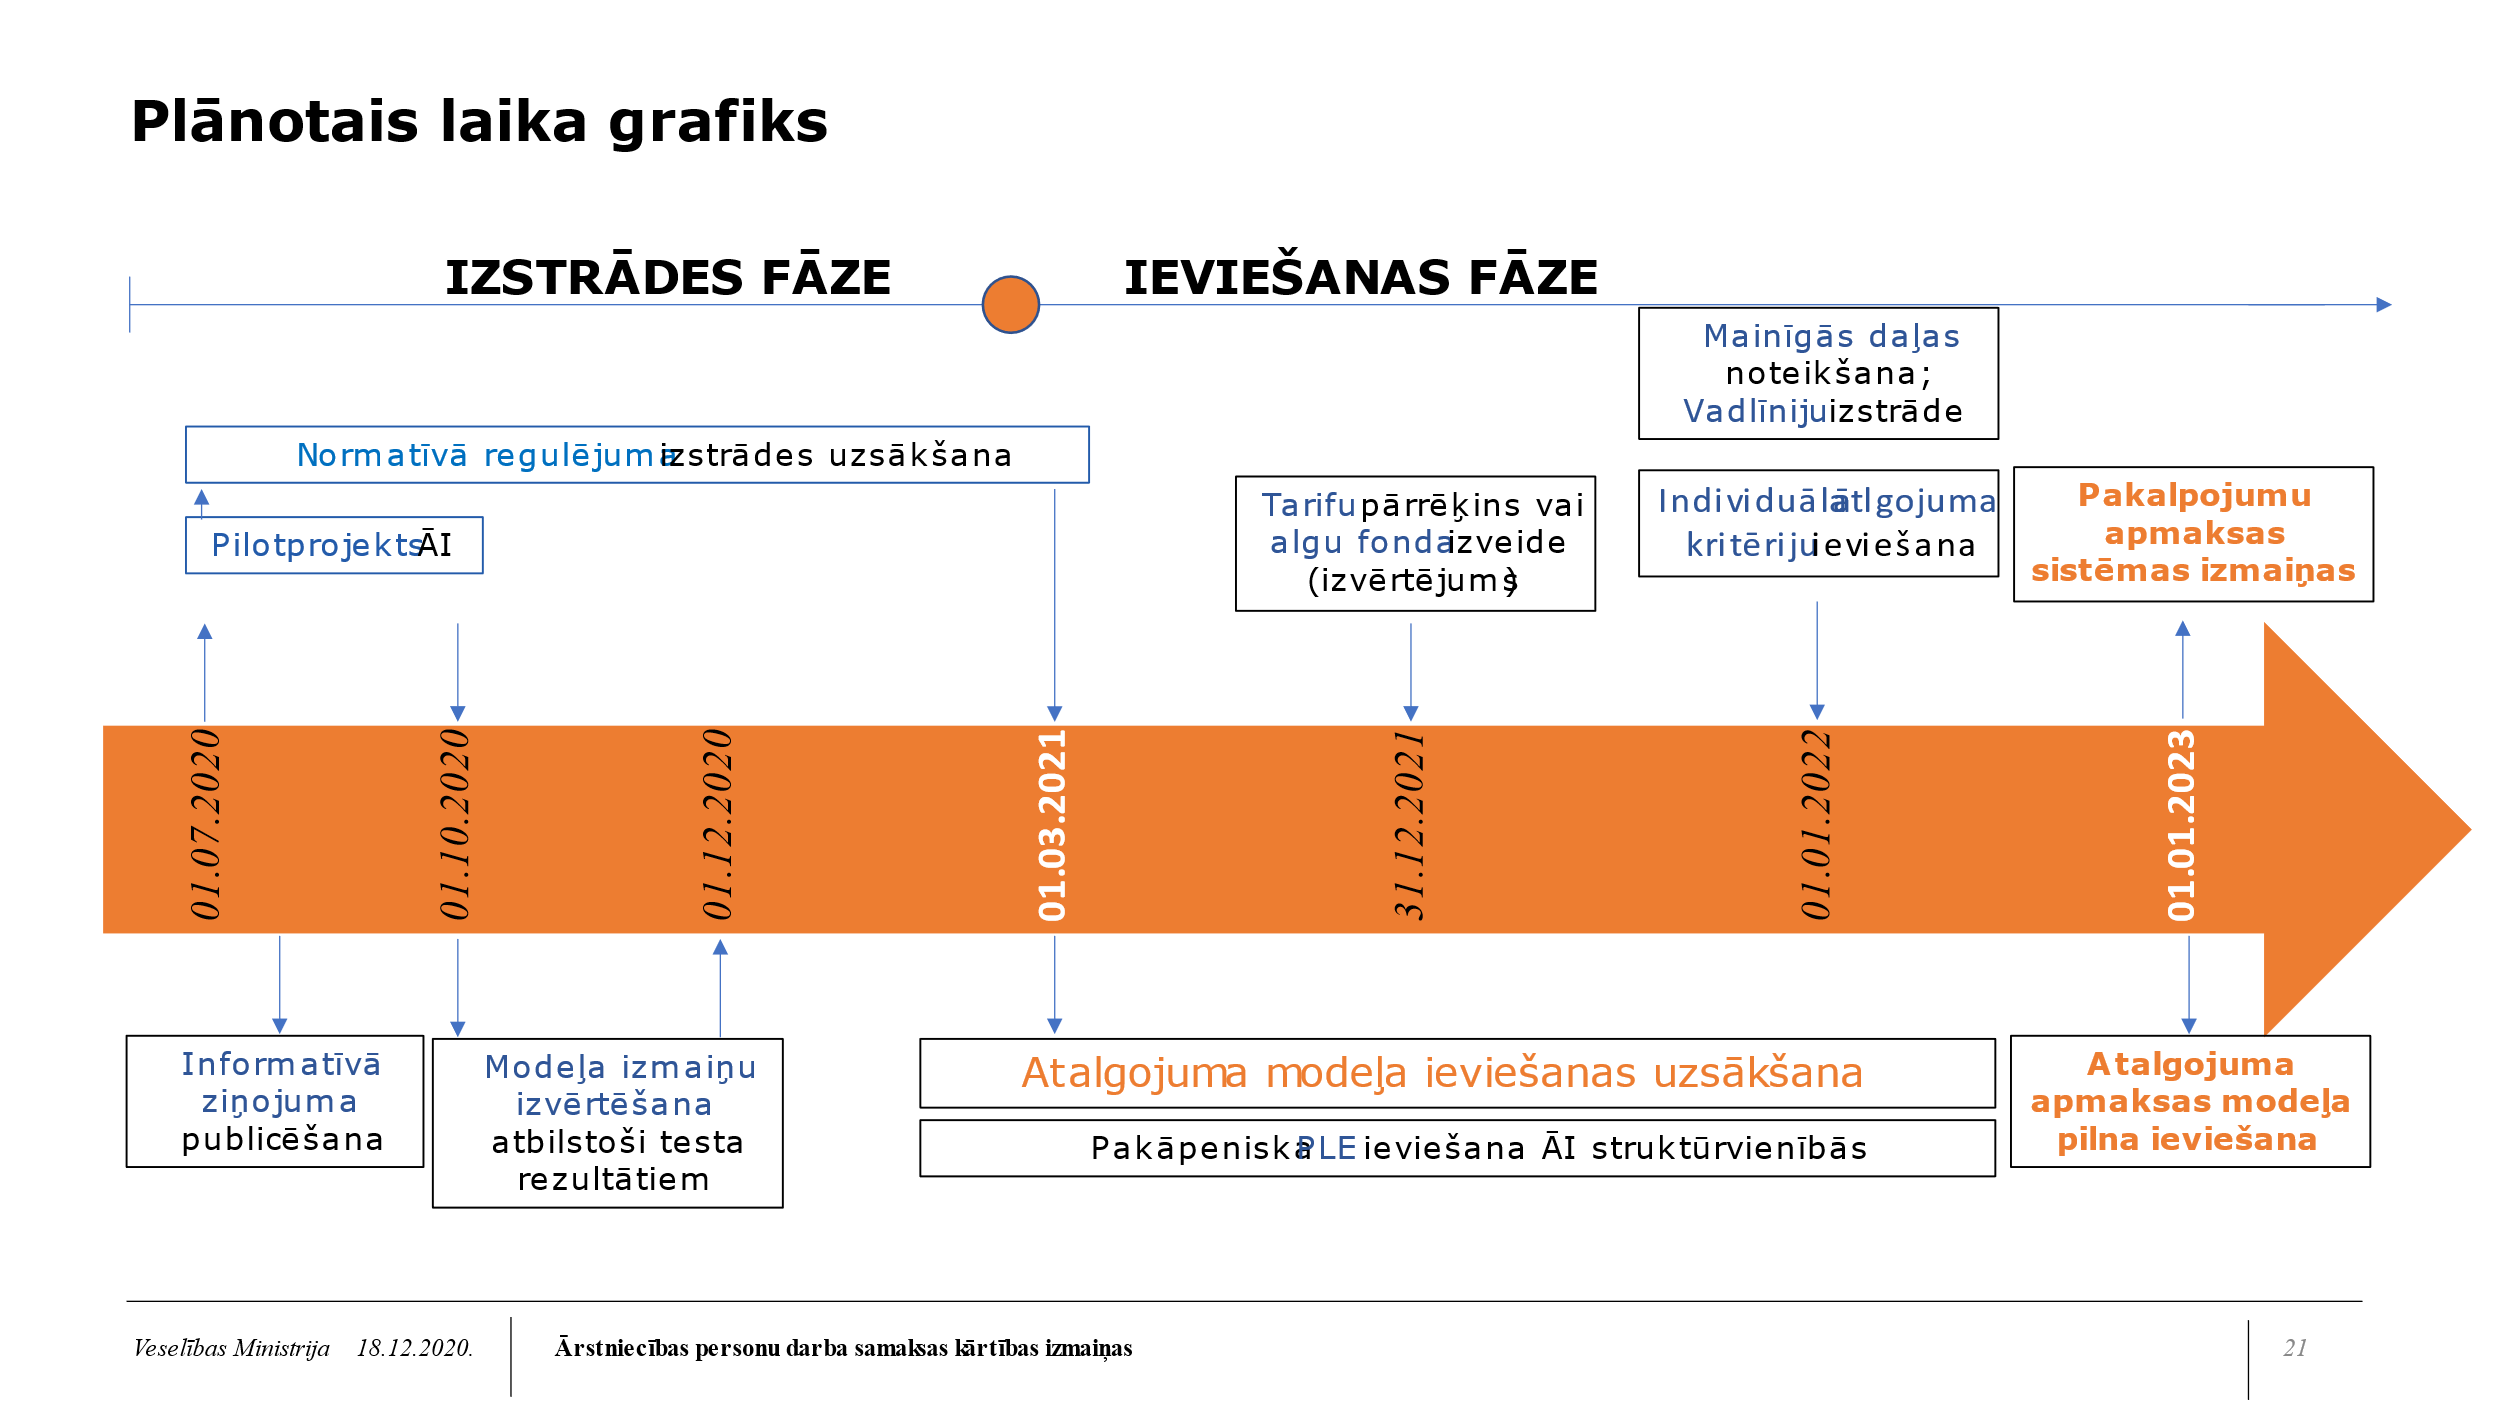 Plānotais laika grafiks
IZSTRĀDES FĀZE
IEVIEŠANAS FĀZE
Mainīgās daļas
noteikšana;
Vadlīniju izstrāde
Normatīvā regulējuma izstrādes uzsākšana
Pilotprojekts ĀI
Tarifu pārrēķins vai
algu fonda izveide
(izvērtējums)
Individuālā atlgojuma
kritēriju ieviešana
Pakalpojumu
apmaksas
sistēmas izmaiņas
01.07.2020
01.10.2020
01.12.2020
01.03.2021
31.12.2021
01.01.2022
01.01.2023
Informatīvā
ziņojuma
publicēšana
Modeļa izmaiņu
izvērtēšana
atbilstoši testa
rezultātiem
Atalgojuma modeļa ieviešanas uzsākšana
Pakāpeniska PLE ieviešana ĀI struktūrvienībās
Atalgojuma
apmaksas modeļa
pilna ieviešana
Veselības Ministrija 18.12.2020.
Ārstniecības personu darba samaksas kārtības izmaiņas
21